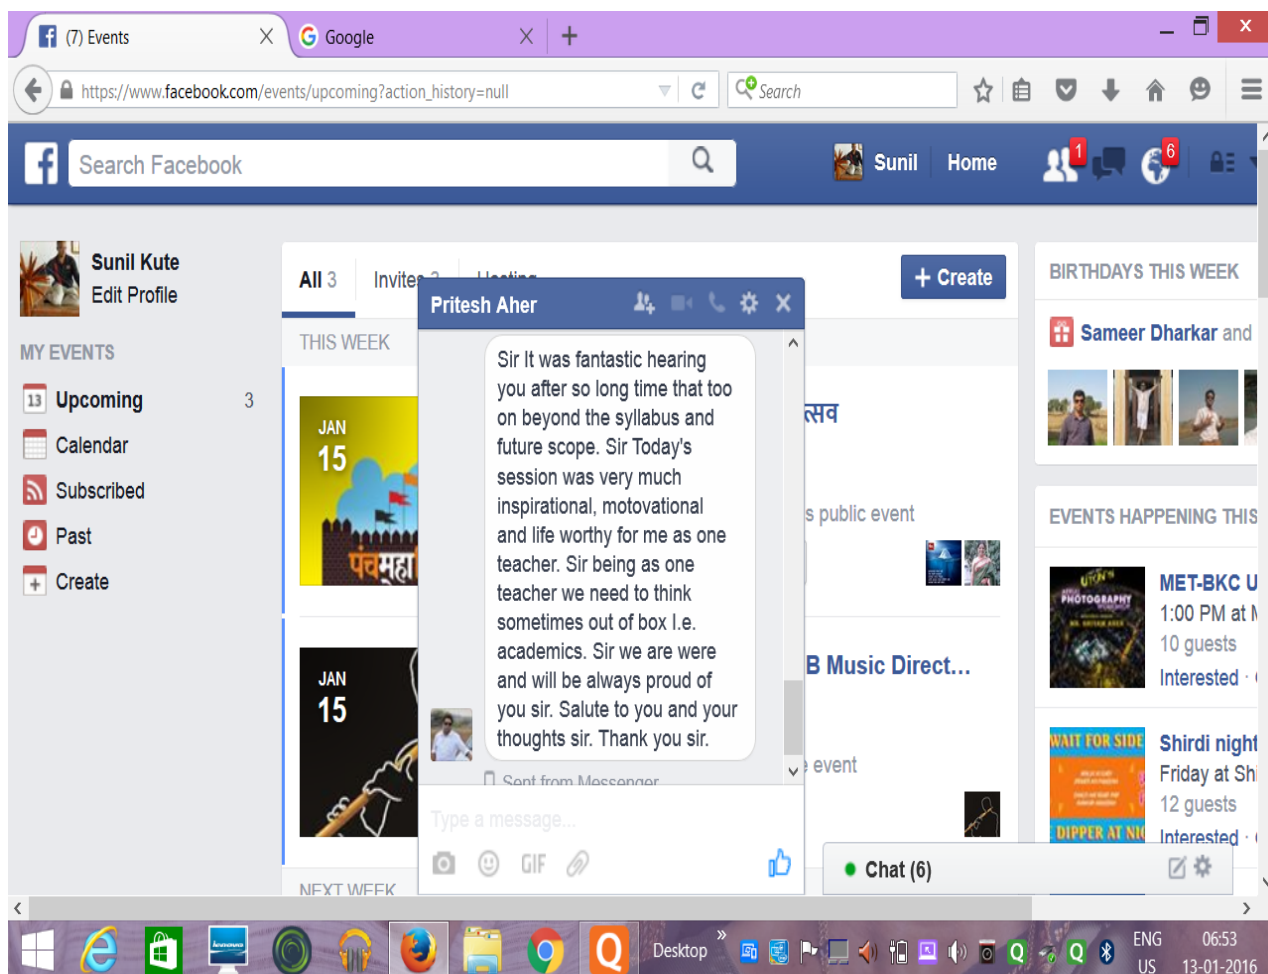 (7) Events
Google
https://www.facebook.com/events/upcoming?action_history=null
Search
Search Facebook
Sunil
Home
1
6
Sunil Kute
Edit Profile
MY EVENTS
13 Upcoming 3
Calendar
Subscribed
Past
Create
All 3
Create
THIS WEEK
JAN
15
पंचमहा
त्सव
s public event
JAN
15
B Music Direct...
event
NEXT WEEK
Pritesh Aher
Sir It was fantastic hearing
you after so long time that too
on beyond the syllabus and
future scope. Sir Today's
session was very much
inspirational, motovational
and life worthy for me as one
teacher. Sir being as one
teacher we need to think
sometimes out of box I.e.
academics. Sir we are were
and will be always proud of
you sir. Salute to you and your
thoughts sir. Thank you sir.
Sent from Messenger
Type a message...
GIF
BIRTHDAYS THIS WEEK
Sameer Dharkar and
EVENTS HAPPENING THIS
PHOTOGRAPHY
MET-BKC U
1:00 PM at
10 guests
Interested ·
WAIT FOR SIDE
DIPPER AT
Shirdi night
Friday at Shi
12 guests
Interested ·
Chat (6)
lenovo
Desktop
ENG
US
06:53
13-01-2016